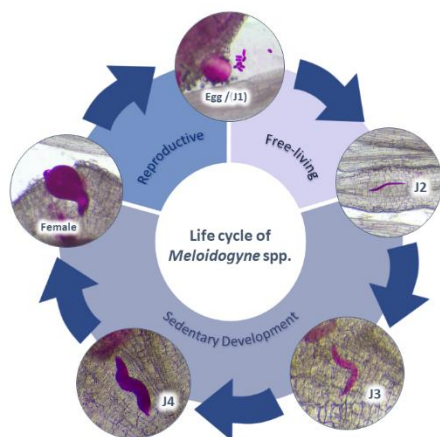 Egg /(J1)
Reproductive
Free-living
J2
Female
Life cycle of
Meloidogyne spp.
Sedentary Development
J4
J3